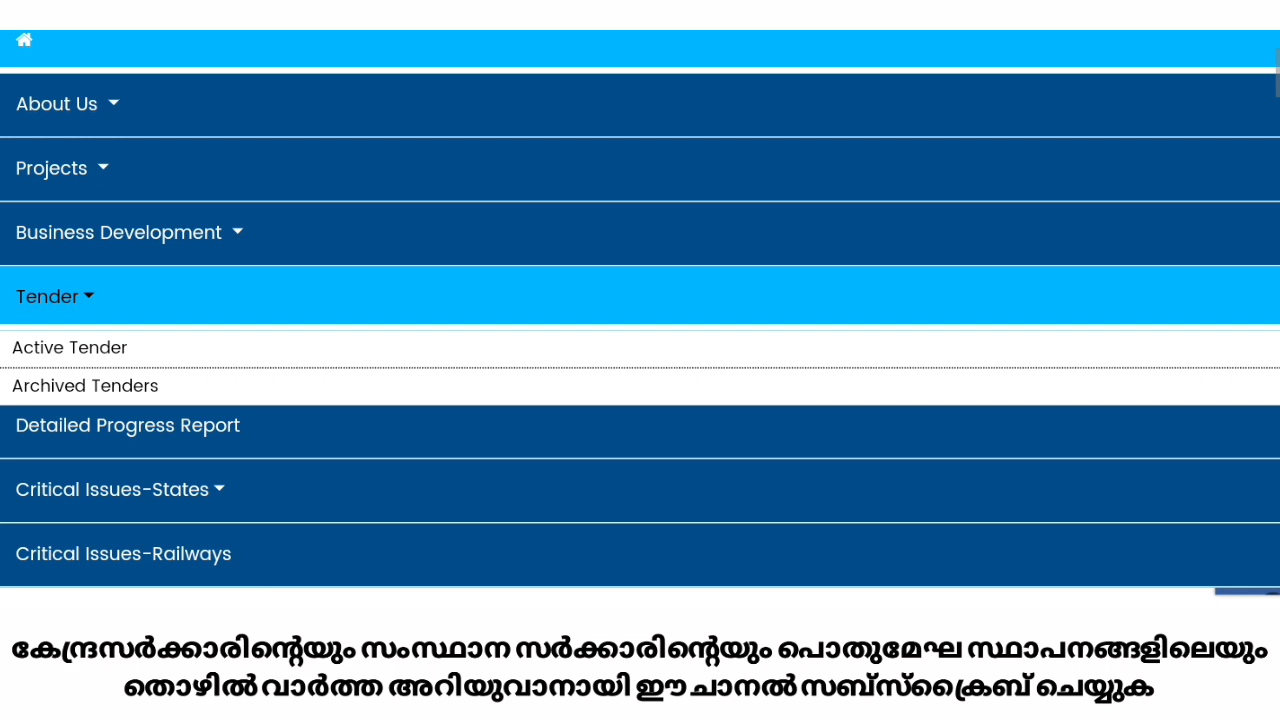 About Us
Projects
Business Development
Tender
Active Tender
Archived Tenders
Detailed Progress Report
Critical Issues-States
Critical Issues-Railways
കേന്ദ്രസർക്കാരിന്റെയും സംസ്ഥാന സർക്കാരിന്റെയും പൊതുമേഘ സ്ഥാപനങ്ങളിലെയും
തൊഴിൽ വാർത്ത അറിയുവാനായി ഈ ചാനൽ സബ്സ്ക്രൈബ് ചെയ്യുക